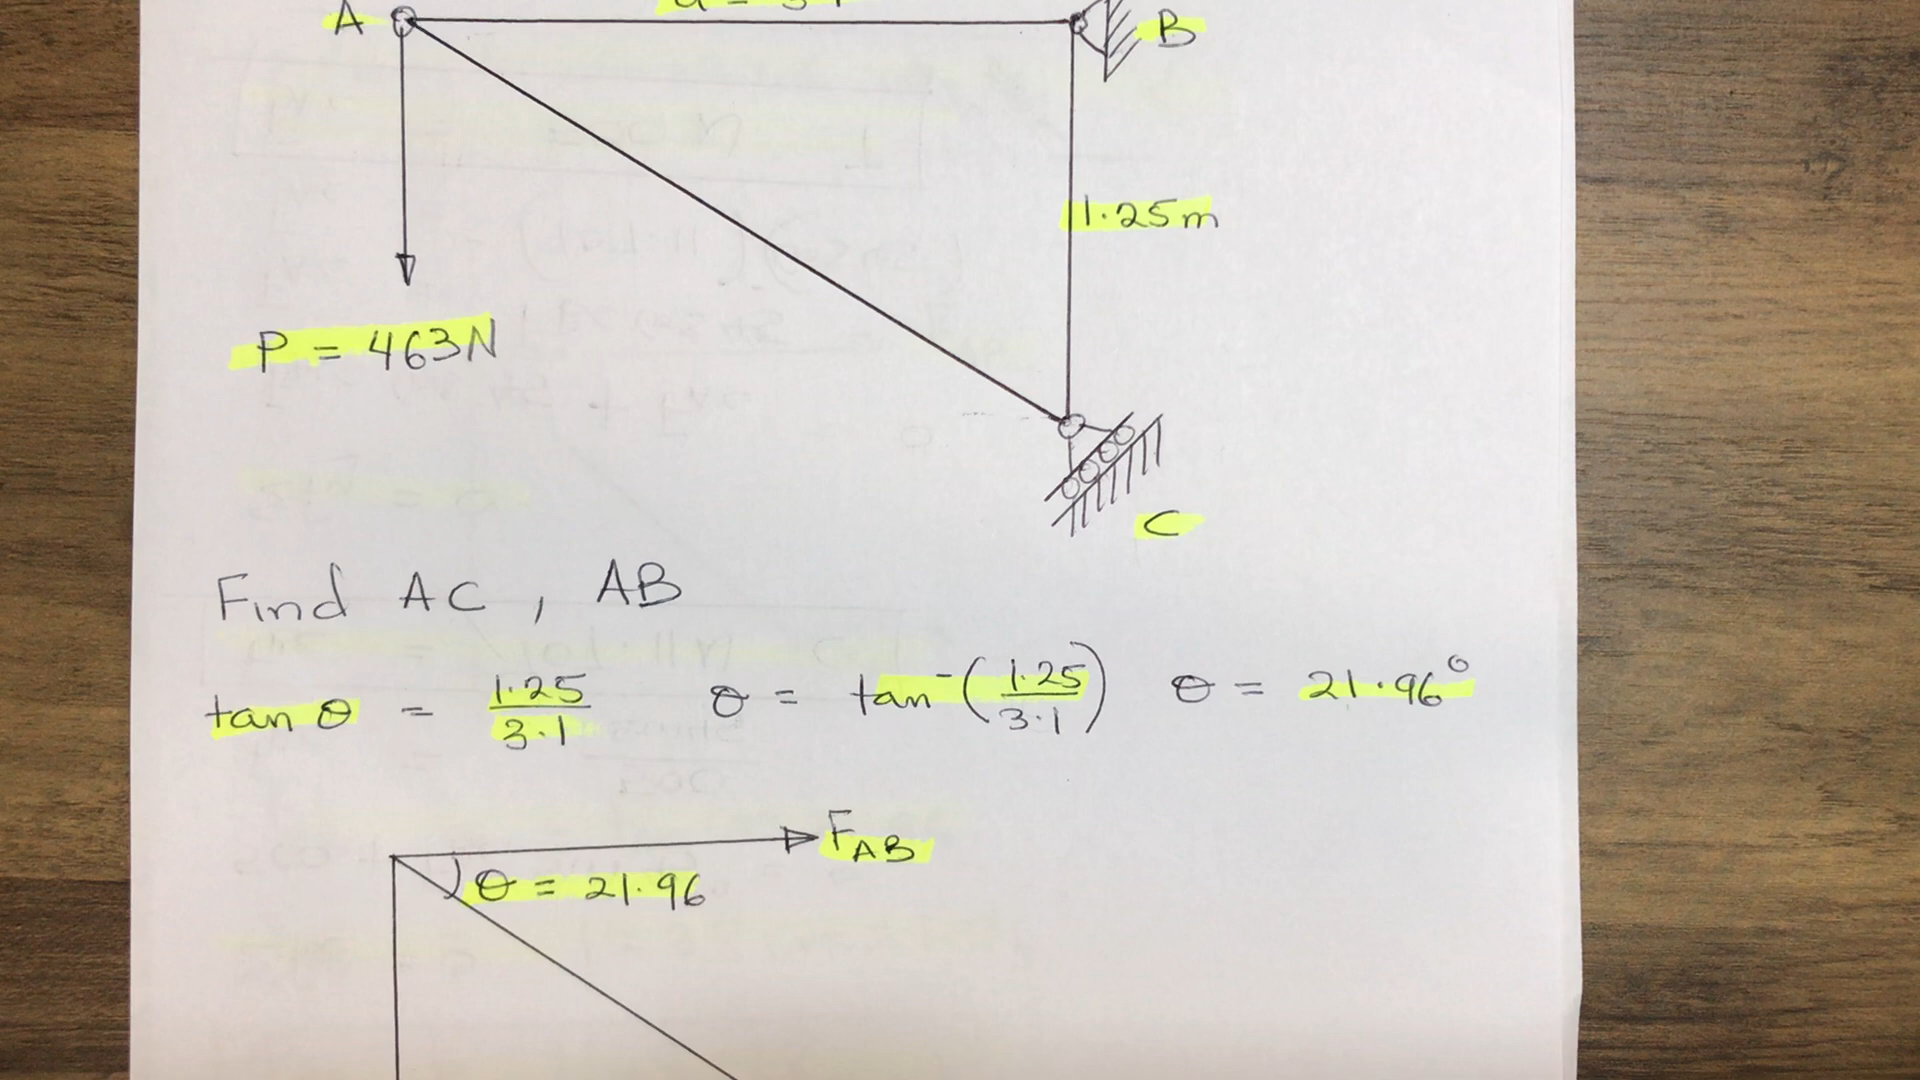 A
B
1.25m
P = 463N
C
Find AC, AB
tan θ = 1.25/3.1 θ = tan⁻(1.25/3.1) θ = 21.96°
F_AB
θ = 21.96